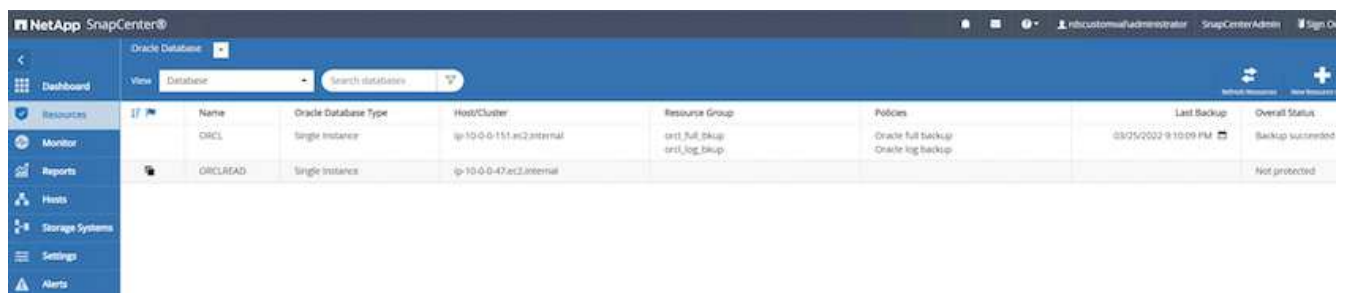 NetApp SnapCenter®
rdscustomval\administrator SnapCenterAdmin Sign O
Oracle Database
View Database Search databases
Refresh Resources New Resource
Dashboard
Resources
Monitor
Reports
Hosts
Storage Systems
Settings
Alerts
Name Oracle Database Type Host/Cluster Resource Group Policies Last Backup Overall Status
ORCL Single Instance ip-10-0-0-151.ec2.internal orcl_full_bkup Oracle full backup 03/25/2022 9:10:09 PM Backup succeeded
orcl_log_bkup Oracle log backup
ORCLREAD Single Instance ip-10-0-0-47.ec2.internal Not protected